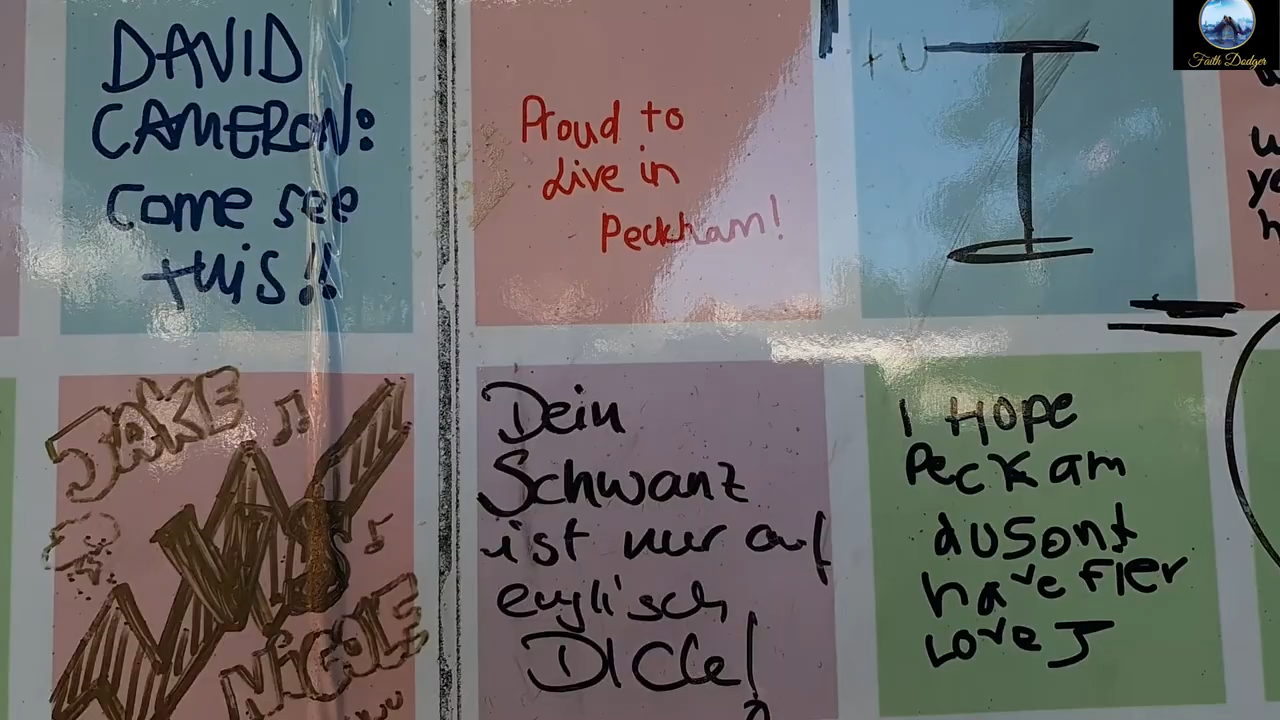 DAVID
CAMERON:
Come see
THIS!!
Proud to
Live in
Peckham!
I
Faith Dodger
JAKE
WAS
NICOLE
Dein
Schwanz
ist nur auf
englisch
DICK!
I HOPE
PeckAm
dUSont
have fier
Love J